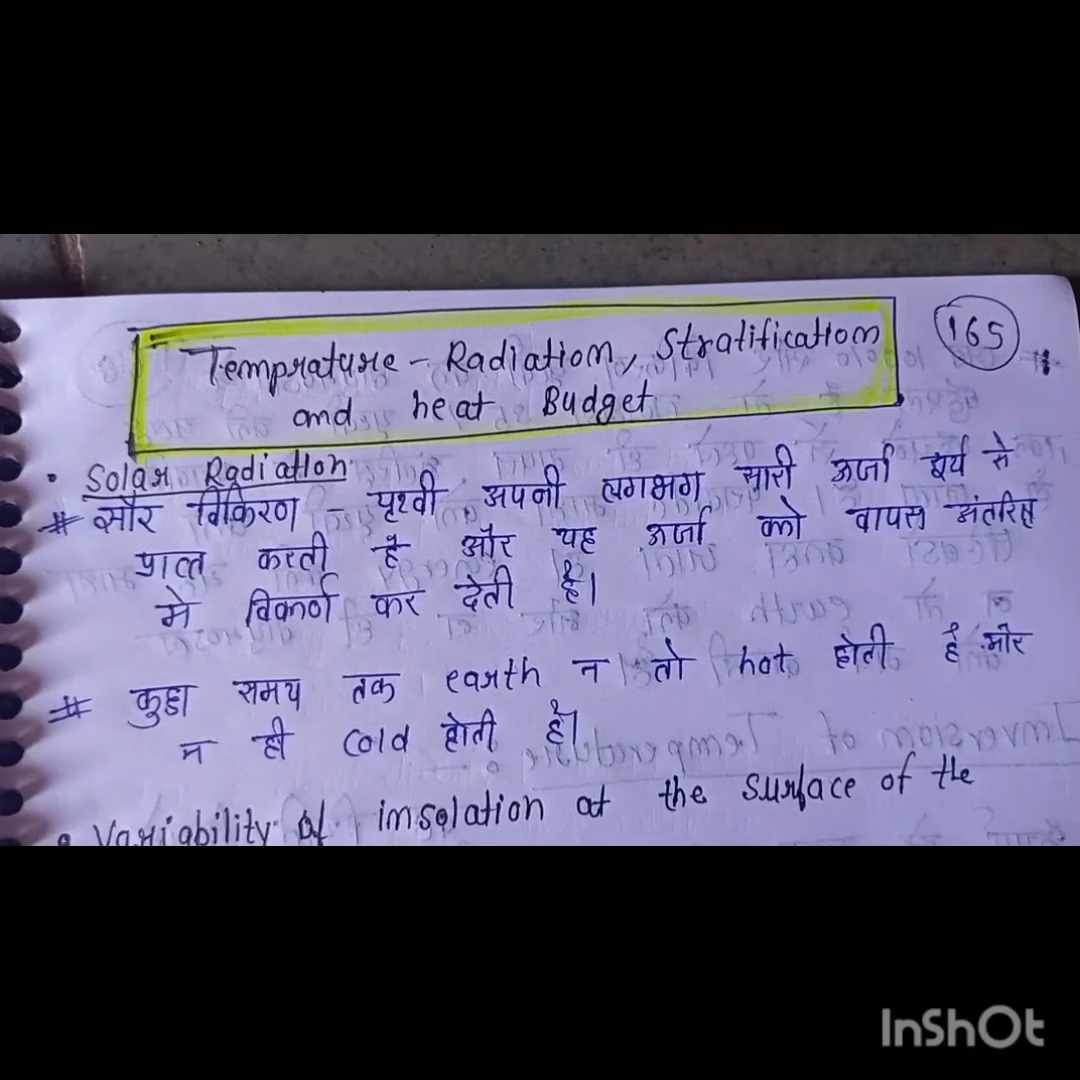 Temprature - Radiation, Stratification
and heat Budget
165
• Solar Radiation
# सौर विकिरण - पृथ्वी अपनी लगभग सारी ऊर्जा सूर्य से
प्राप्त करती है और यह ऊर्जा को वापस अंतरिक्ष
मे विकर्ण कर देती है।
# कुछ समय तक earth न तो hot होती है और
न ही cold होती है।
• Variability of insolation at the surface of the
InShOt